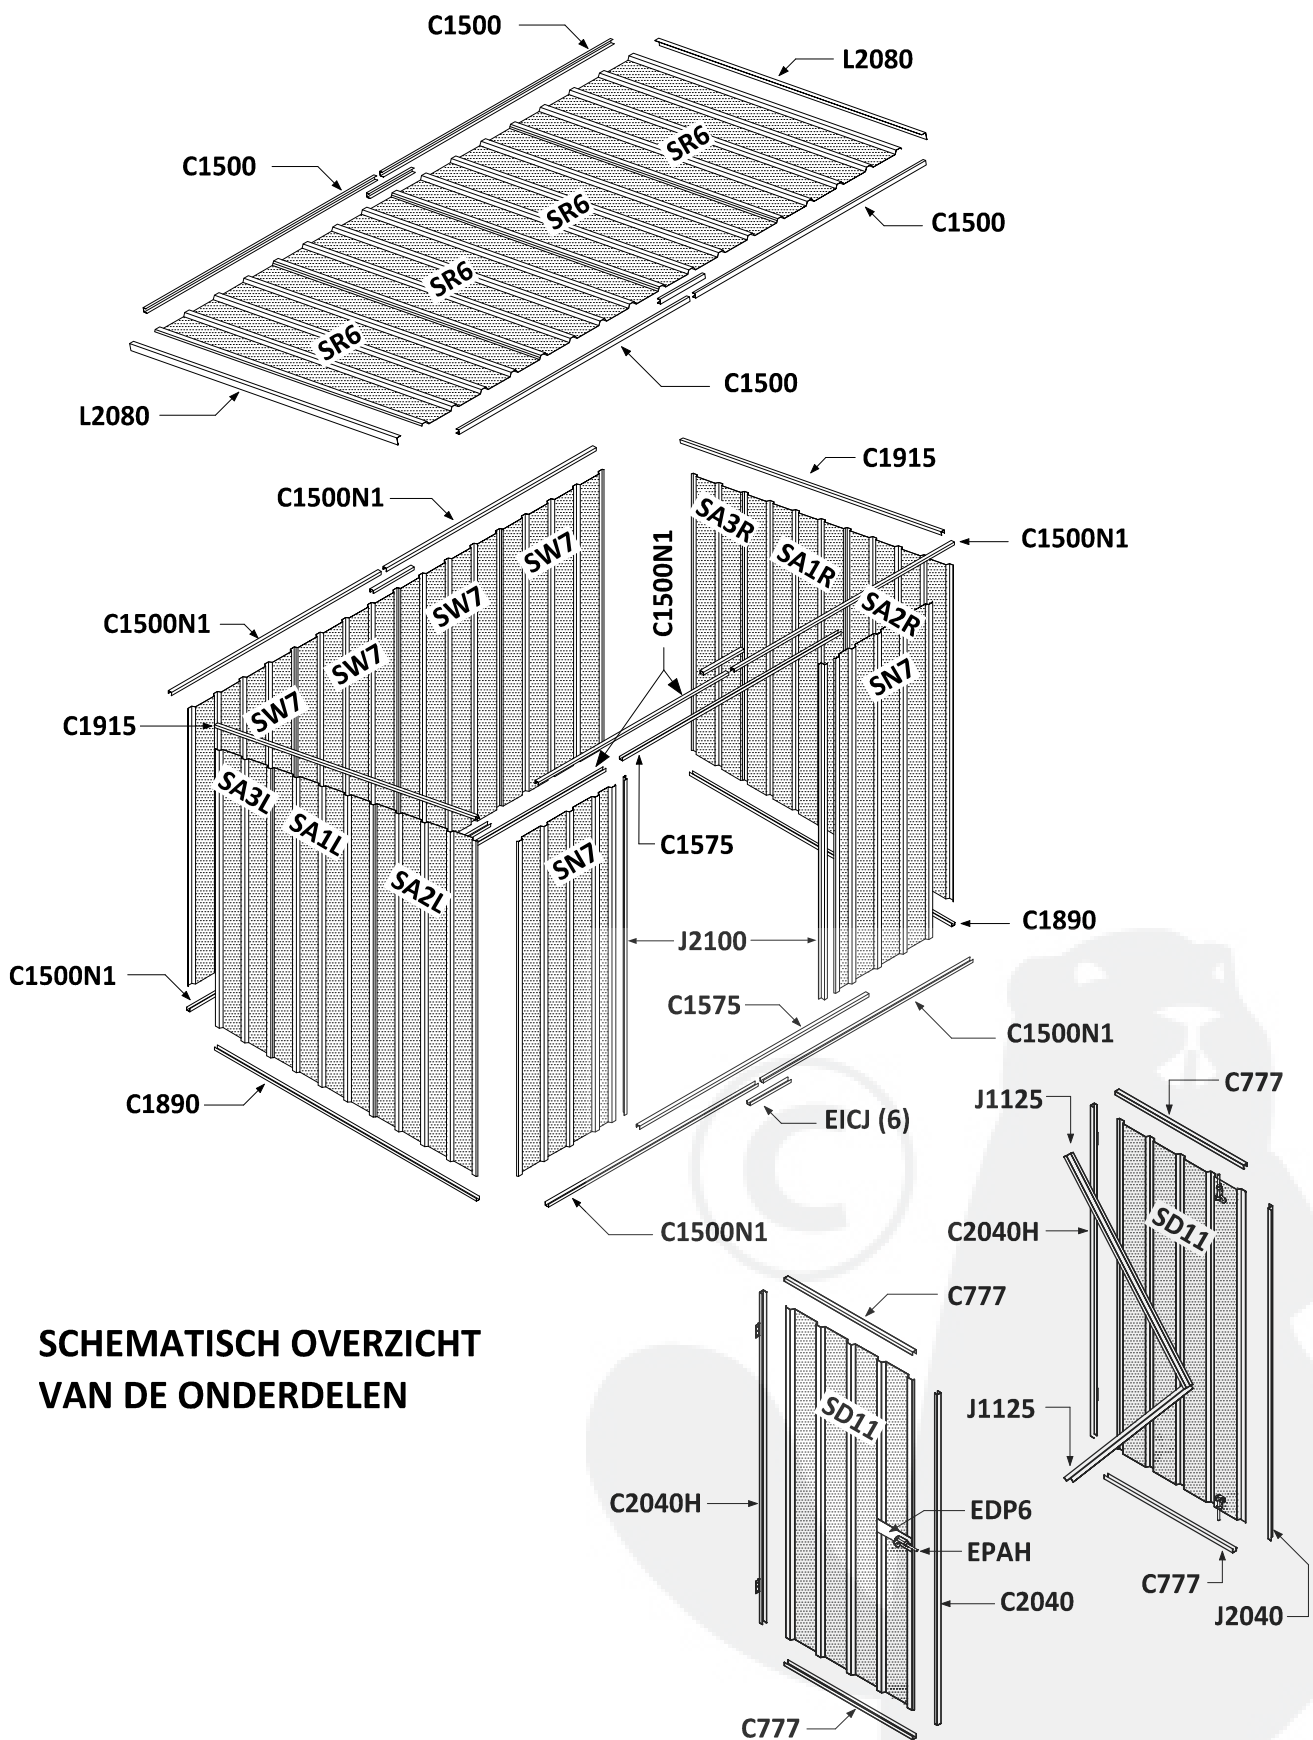 C1500
L2080
C1500
SR6
SR6
C1500
SR6
SR6
C1500
L2080
C1915
C1500N1
SA3R
C1500N1
SW7
C1500N1
SA1R
SW7
SA2R
C1500N1
SW7
SN7
SW7
C1915
SA3L
SA1L
C1575
SN7
SA2L
C1890
J2100
C1500N1
C1575
C1500N1
C1890
EICJ (6)
C777
J1125
C1500N1
C2040H
SD11
C777
SCHEMATISCH OVERZICHT
VAN DE ONDERDELEN
SD11
J1125
C2040H
EDP6
EPAH
C777
C2040
J2040
C777
©